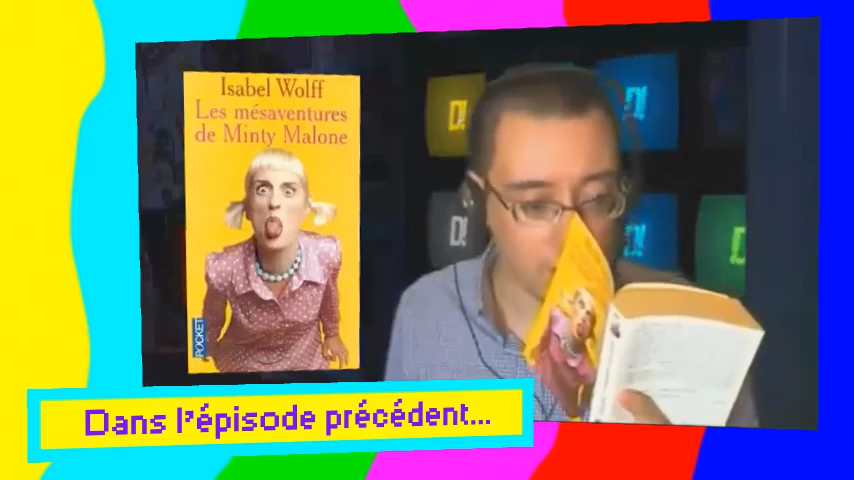 Isabel Wolff
Les mésaventures
de Minty Malone
POCKET
D!
D!
D!
D!
D!
Dans l'épisode précédent...